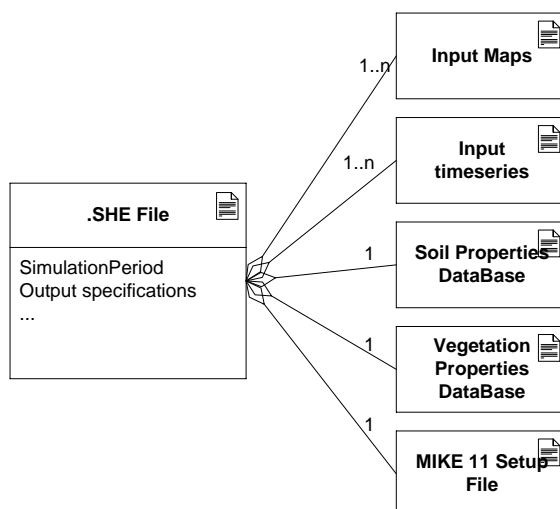 .SHE File
SimulationPeriod
Output specifications
...
1..n
Input Maps
1..n
Input
timeseries
1
Soil Properties
DataBase
1
Vegetation
Properties
DataBase
1
MIKE 11 Setup
File